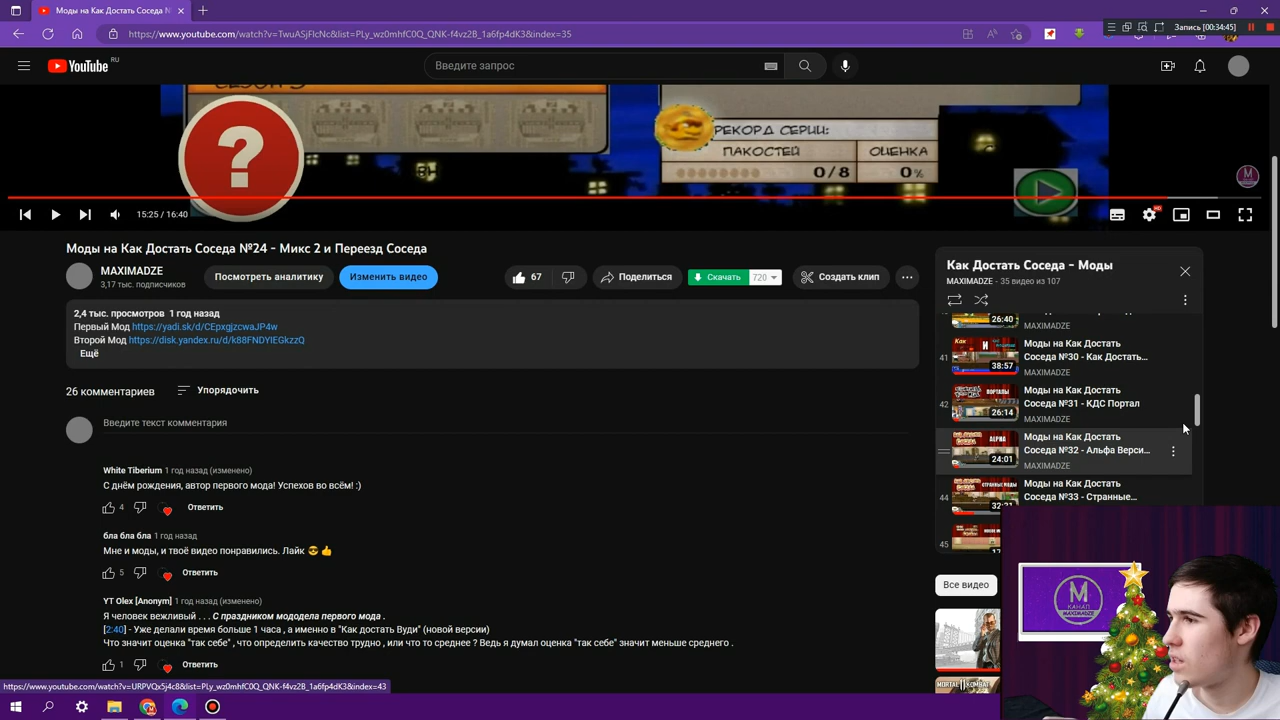 Моды на Как Достать Соседа №
https://www.youtube.com/watch?v=TwuASjFlcNc&list=PLy_wz0mhfC0Q_QNK-f4vz2B_1a6fp4dK3&index=35
Запись [00:34:45]
YouTube RU
Введите запрос
РЕКОРД СЕРИИ:
ПАКОСТЕЙ ОЦЕНКА
0/8 0%
?
15:25 / 16:40
HD
Моды на Как Достать Соседа №24 - Микс 2 и Переезд Соседа
MAXIMADZE
3,17 тыс. подписчиков
Посмотреть аналитику
Изменить видео
67
Поделиться
Скачать 720
Создать клип
2,4 тыс. просмотров 1 год назад
Первый Мод https://yadi.sk/d/CEpxgjzcwaJP4w
Второй Мод https://disk.yandex.ru/d/k88FNDYIEGkzzQ
Ещё
26 комментариев
Упорядочить
Введите текст комментария
White Tiberium 1 год назад (изменено)
С днём рождения, автор первого мода! Успехов во всём! :)
4
Ответить
бла бла бла 1 год назад
Мне и моды, и твоё видео понравились. Лайк
5
Ответить
YT Olex [Anonym] 1 год назад (изменено)
Я человек вежливый . . . С праздником мододела первого мода
[2:40] - Уже делали время больше 1 часа , а именно в "Как достать Вуди" (новой версии)
Что значит оценка "так себе" , что определить качество трудно , или что то среднее ? Ведь я думал оценка "так себе" значит меньше среднего .
1
Ответить
https://www.youtube.com/watch?v=URPVQx5j4c8&list=PLy_wz0mhfC0Q_QNK-f4vz2B_1a6fp4dK3&index=43
Как Достать Соседа - Моды
MAXIMADZE - 35 видео из 107
26:40
MAXIMADZE
41
38:57
Моды на Как Достать
Соседа №30 - Как Достать...
MAXIMADZE
42
ПОРТАЛЫ
26:14
Моды на Как Достать
Соседа №31 - КДС Портал
MAXIMADZE
АЛЬФА
24:01
Моды на Как Достать
Соседа №32 - Альфа Верси...
MAXIMADZE
44
СТРАННЫЕ МОДЫ
Моды на Как Достать
Соседа №33 - Странные...
45
Все видео
М
КАНАЛ
MAXIMADZE